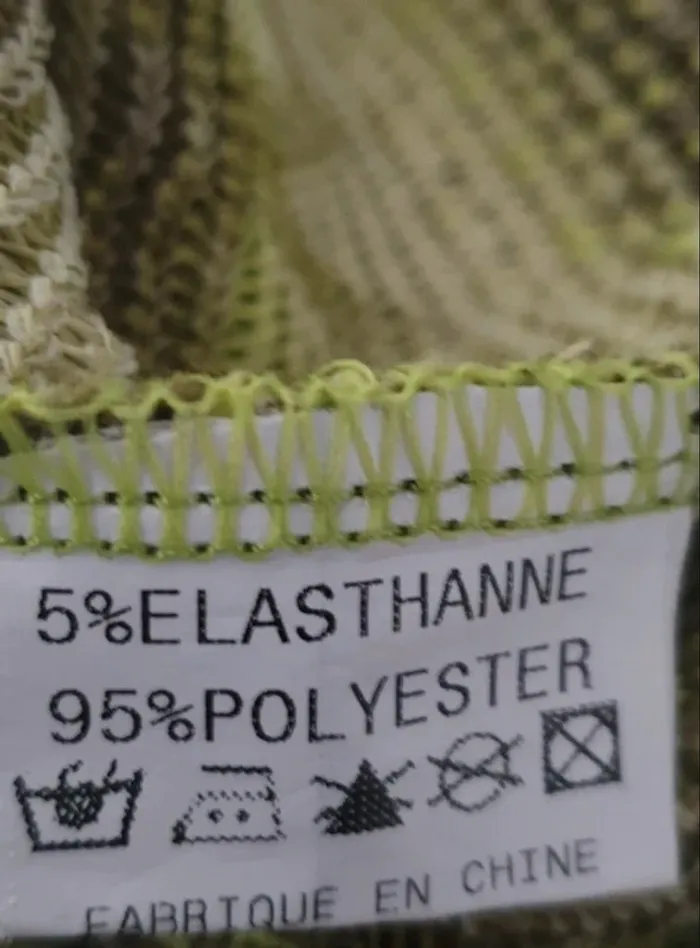 5%ELASTHANNE
95%POLYESTER
FABRIQUE EN CHINE